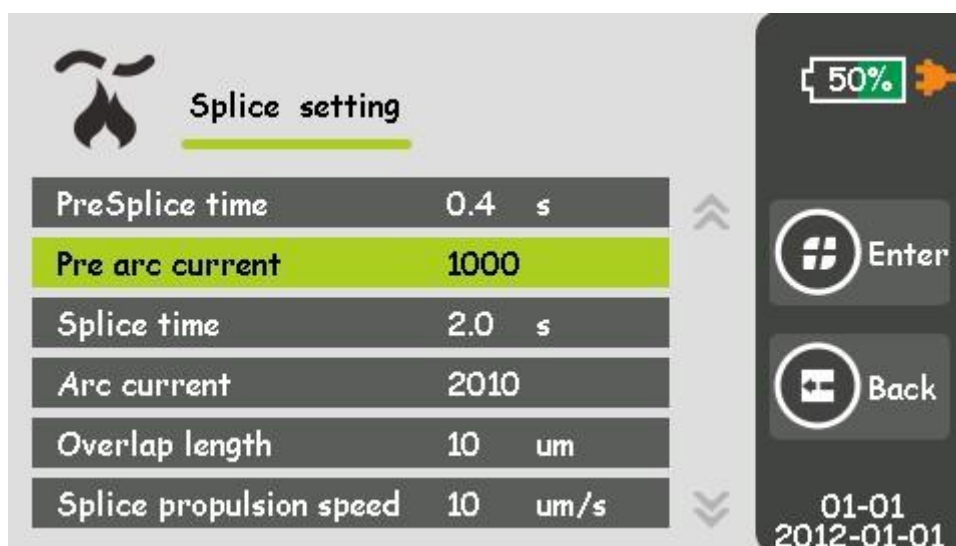 Splice setting
50%
PreSplice time 0.4 s
Pre arc current 1000
Enter
Splice time 2.0 s
Arc current 2010
Back
Overlap length 10 um
Splice propulsion speed 10 um/s
01-01
2012-01-01